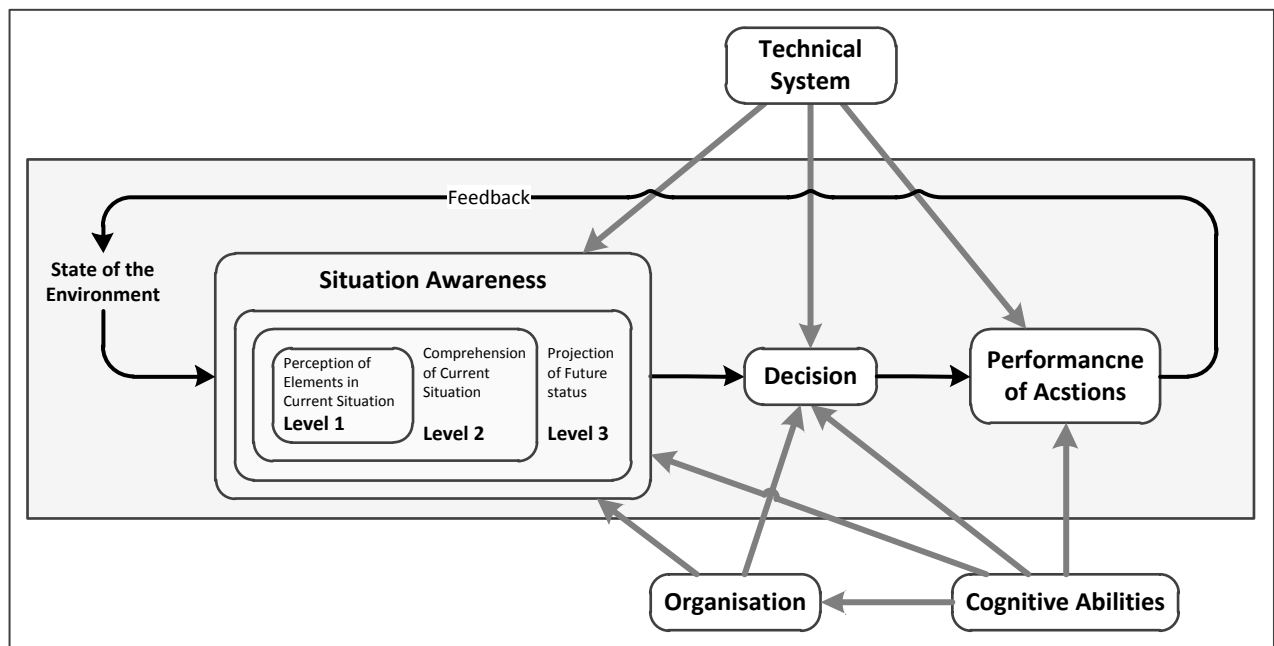 Technical
System
Feedback
State of the
Environment
Situation Awareness
Perception of
Elements in
Current Situation
Level 1
Comprehension
of Current
Situation
Level 2
Projection
of Future
status
Level 3
Decision
Performancne
of Acstions
Organisation
Cognitive Abilities